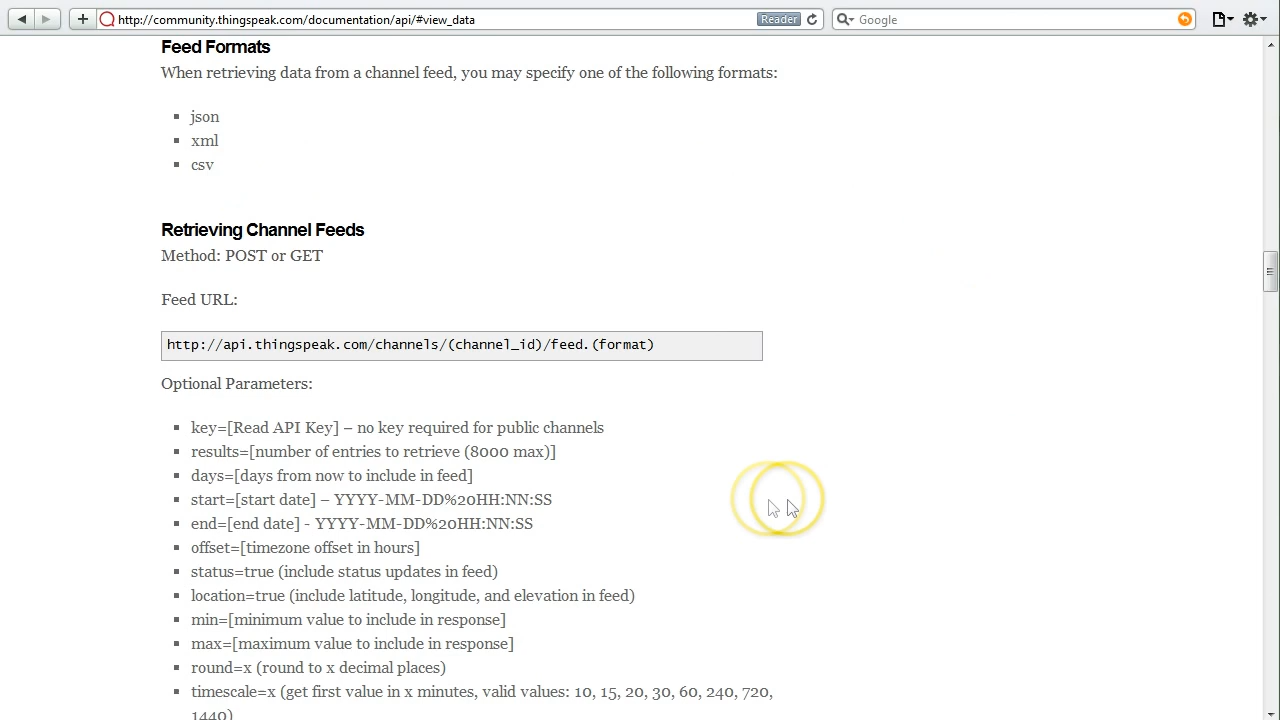 http://community.thingspeak.com/documentation/api/#view_data
Reader
Google
Feed Formats
When retrieving data from a channel feed, you may specify one of the following formats:
json
xml
csv
Retrieving Channel Feeds
Method: POST or GET
Feed URL:
http://api.thingspeak.com/channels/(channel_id)/feed.(format)
Optional Parameters:
key=[Read API Key] – no key required for public channels
results=[number of entries to retrieve (8000 max)]
days=[days from now to include in feed]
start=[start date] – YYYY-MM-DD%20HH:NN:SS
end=[end date] - YYYY-MM-DD%20HH:NN:SS
offset=[timezone offset in hours]
status=true (include status updates in feed)
location=true (include latitude, longitude, and elevation in feed)
min=[minimum value to include in response]
max=[maximum value to include in response]
round=x (round to x decimal places)
timescale=x (get first value in x minutes, valid values: 10, 15, 20, 30, 60, 240, 720,
1440)